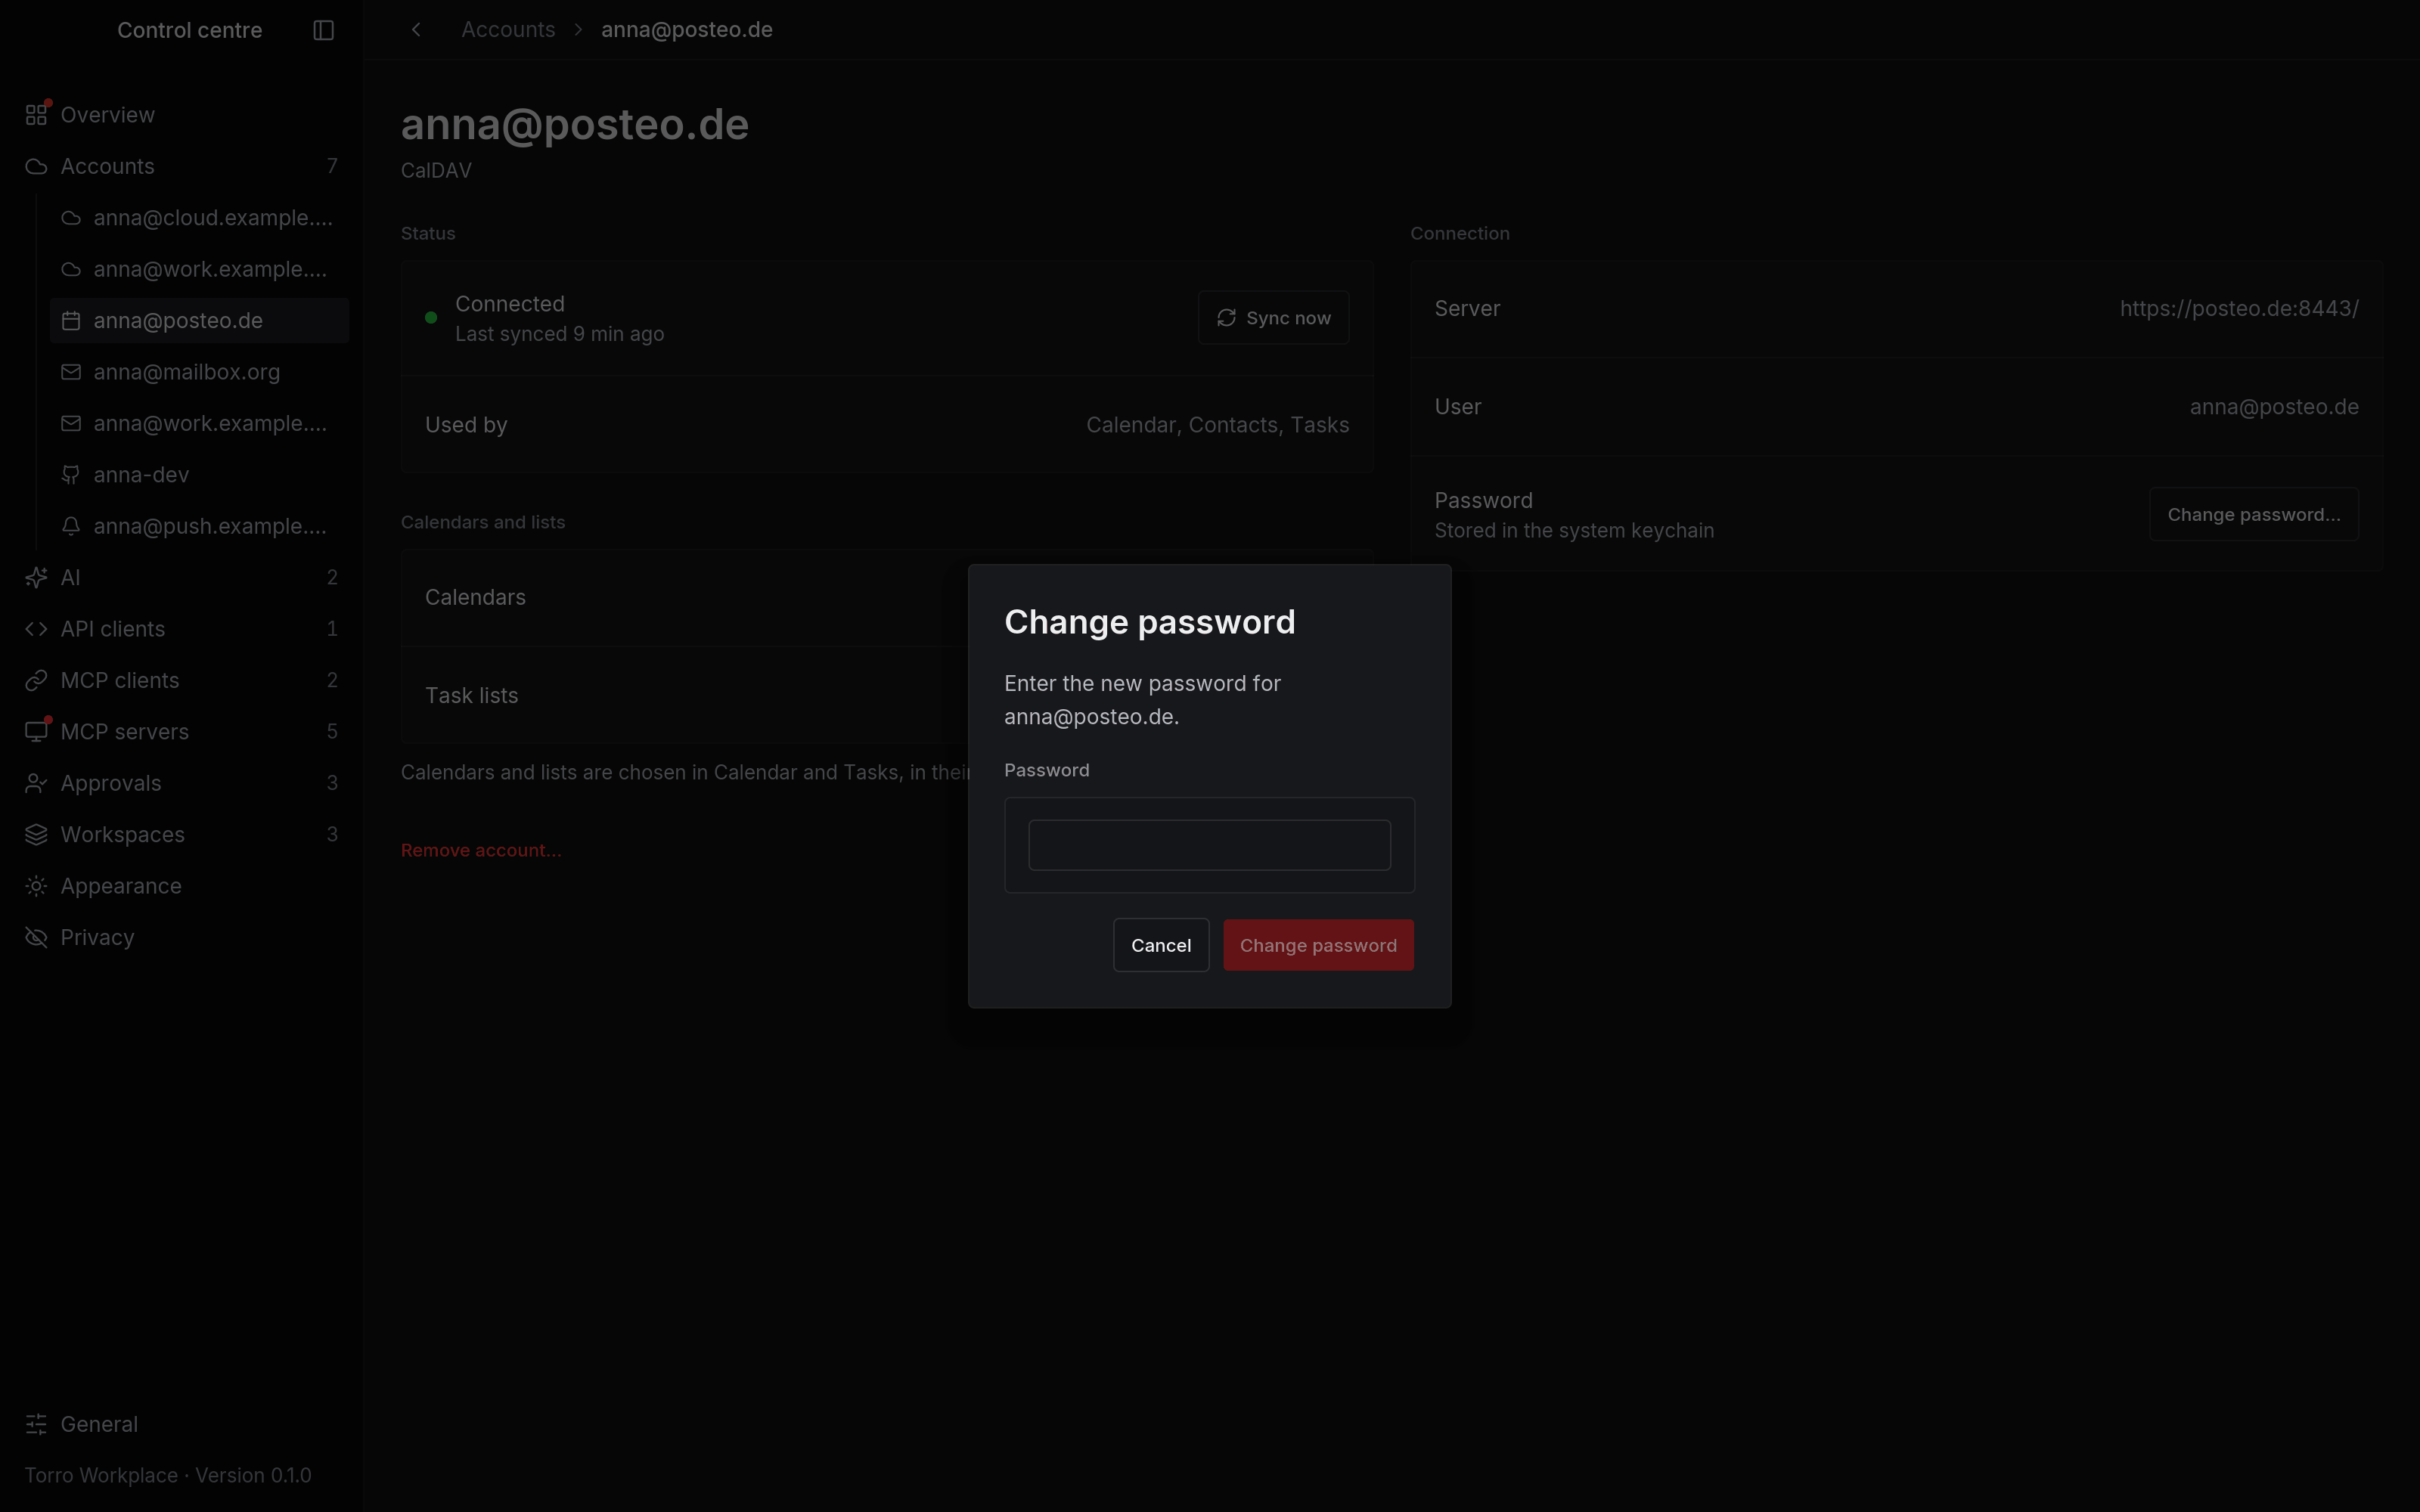 Control centre
Accounts
anna@posteo.de
Overview
Accounts 7
anna@cloud.example....
anna@work.example....
anna@posteo.de
anna@mailbox.org
anna@work.example....
anna-dev
anna@push.example....
AI 2
API clients 1
MCP clients 2
MCP servers 5
Approvals 3
Workspaces 3
Appearance
Privacy
General
Torro Workplace · Version 0.1.0
anna@posteo.de
CalDAV
Status
Connected
Last synced 9 min ago
Sync now
Used by Calendar, Contacts, Tasks
Calendars and lists
Calendars
Task lists
Calendars and lists are chosen in Calendar and Tasks, in their
Remove account...
Connection
Server https://posteo.de:8443/
User anna@posteo.de
Password
Stored in the system keychain
Change password...
Change password
Enter the new password for
anna@posteo.de.
Password
Cancel
Change password